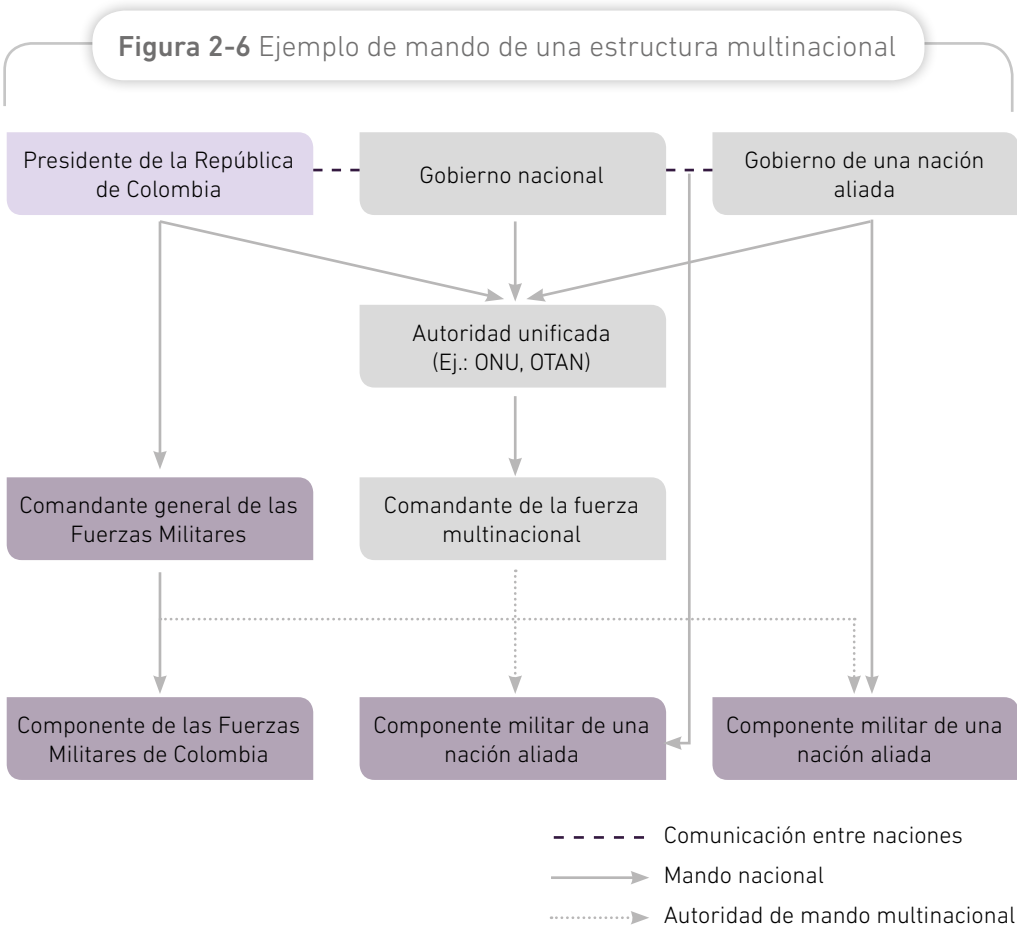 Figura 2-6 Ejemplo de mando de una estructura multinacional
Presidente de la República
de Colombia
Gobierno nacional
Gobierno de una nación
aliada
Autoridad unificada
(Ej.: ONU, OTAN)
Comandante general de las
Fuerzas Militares
Comandante de la fuerza
multinacional
Componente de las Fuerzas
Militares de Colombia
Componente militar de una
nación aliada
Componente militar de una
nación aliada
Comunicación entre naciones
Mando nacional
Autoridad de mando multinacional